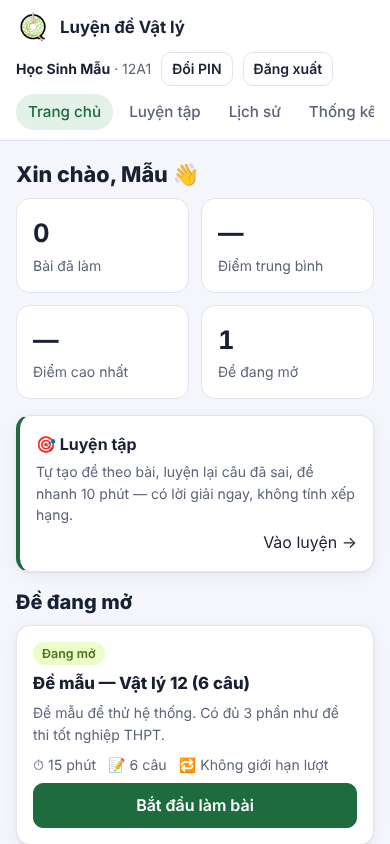 Luyện đề Vật lý
Học Sinh Mẫu · 12A1 Đổi PIN Đăng xuất
Trang chủ Luyện tập Lịch sử Thống kê
Xin chào, Mẫu 👋
0
Bài đã làm
—
Điểm trung bình
—
Điểm cao nhất
1
Đề đang mở
🎯 Luyện tập
Tự tạo đề theo bài, luyện lại câu đã sai, đề
nhanh 10 phút — có lời giải ngay, không tính xếp
hạng.
Vào luyện →
Đề đang mở
Đang mở
Đề mẫu — Vật lý 12 (6 câu)
Đề mẫu để thử hệ thống. Có đủ 3 phần như đề
thi tốt nghiệp THPT.
⏱ 15 phút 📝 6 câu 🔁 Không giới hạn lượt
Bắt đầu làm bài